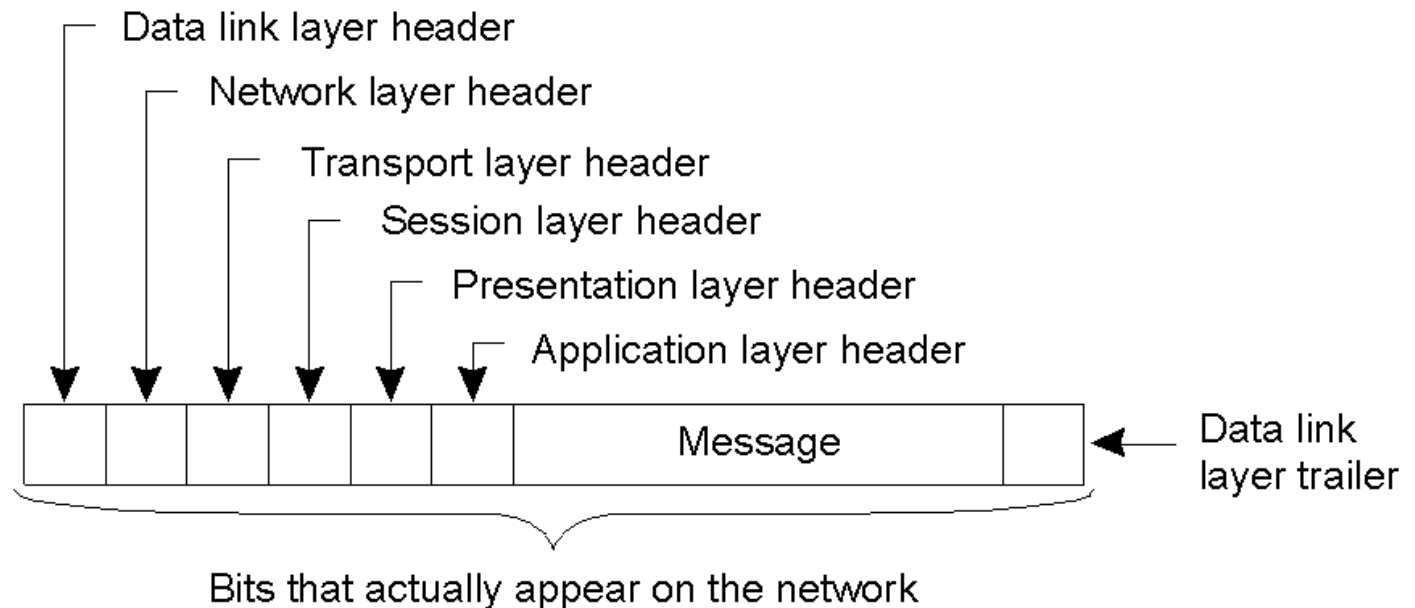 Data link layer header
Network layer header
Transport layer header
Session layer header
Presentation layer header
Application layer header
Message
Data link
layer trailer
Bits that actually appear on the network